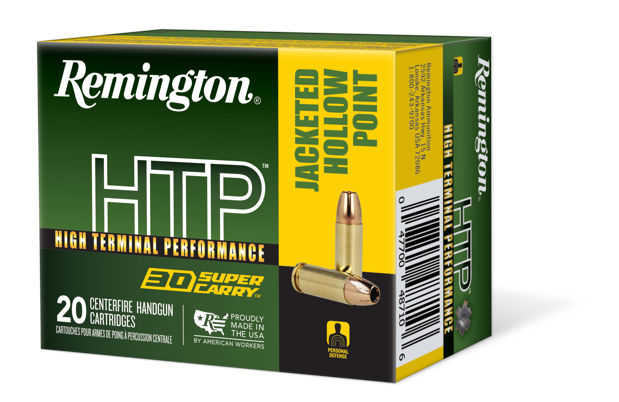 Remington®
HTP™
HIGH TERMINAL PERFORMANCE
30 SUPER CARRY™
20 CENTERFIRE HANDGUN
CARTRIDGES
CARTOUCHES POUR ARMES DE POING À PERCUSSION CENTRALE
PROUDLY
MADE IN
THE USA
BY AMERICAN WORKERS
JACKETED
HOLLOW
POINT
PERSONAL
DEFENSE
Remington Ammunition
2592 Arkansas Hwy. 15 N
Lonoke, Arkansas USA 72086
1-800-243-9700
0 47700 48710 6
Remington®
HTP
HIGH TERMINAL PERFORMANCE